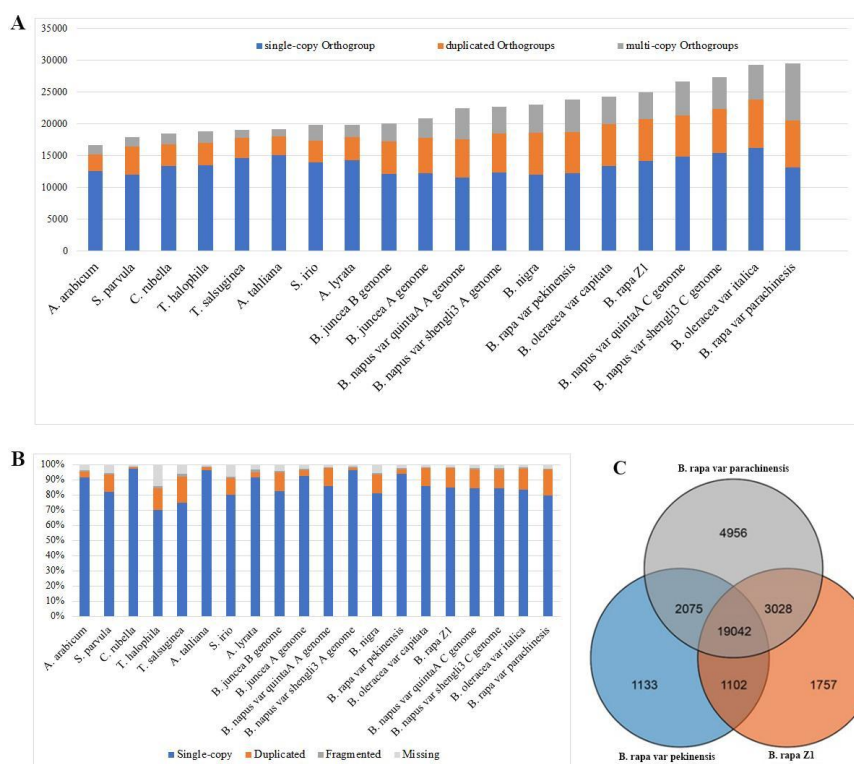 A
35000
30000
25000
20000
15000
10000
5000
0
single-copy Orthogroup duplicated Orthogroups multi-copy Orthogroups
A. arabicum
S. parvula
C. rubella
T. halophila
T. salsuginea
A. tahliana
S. irio
A. lyrata
B. juncea B genome
B. juncea A genome
B. napus var quintaA A genome
B. napus var shengli3 A genome
B. nigra
B. rapa var pekinensis
B. oleracea var capitata
B. rapa Z1
B. napus var quintaA C genome
B. napus var shengli3 C genome
B. oleracea var italica
B. rapa var parachinesis
B
100%
90%
80%
70%
60%
50%
40%
30%
20%
10%
0%
A. arabicum
S. parvula
C. rubella
T. halophila
T. salsuginea
A. tahliana
S. irio
A. lyrata
B. juncea B genome
B. juncea A genome
B. napus var quintaA A genome
B. napus var shengli3 A genome
B. nigra
B. rapa var pekinensis
B. oleracea var capitata
B. rapa Z1
B. napus var quintaA C genome
B. napus var shengli3 C genome
B. oleracea var italica
B. rapa var parachinesis
Single-copy Duplicated Fragmented Missing
C
B. rapa var parachinensis
4956
2075 3028
19042
1133 1102 1757
B. rapa var pekinensis B. rapa Z1